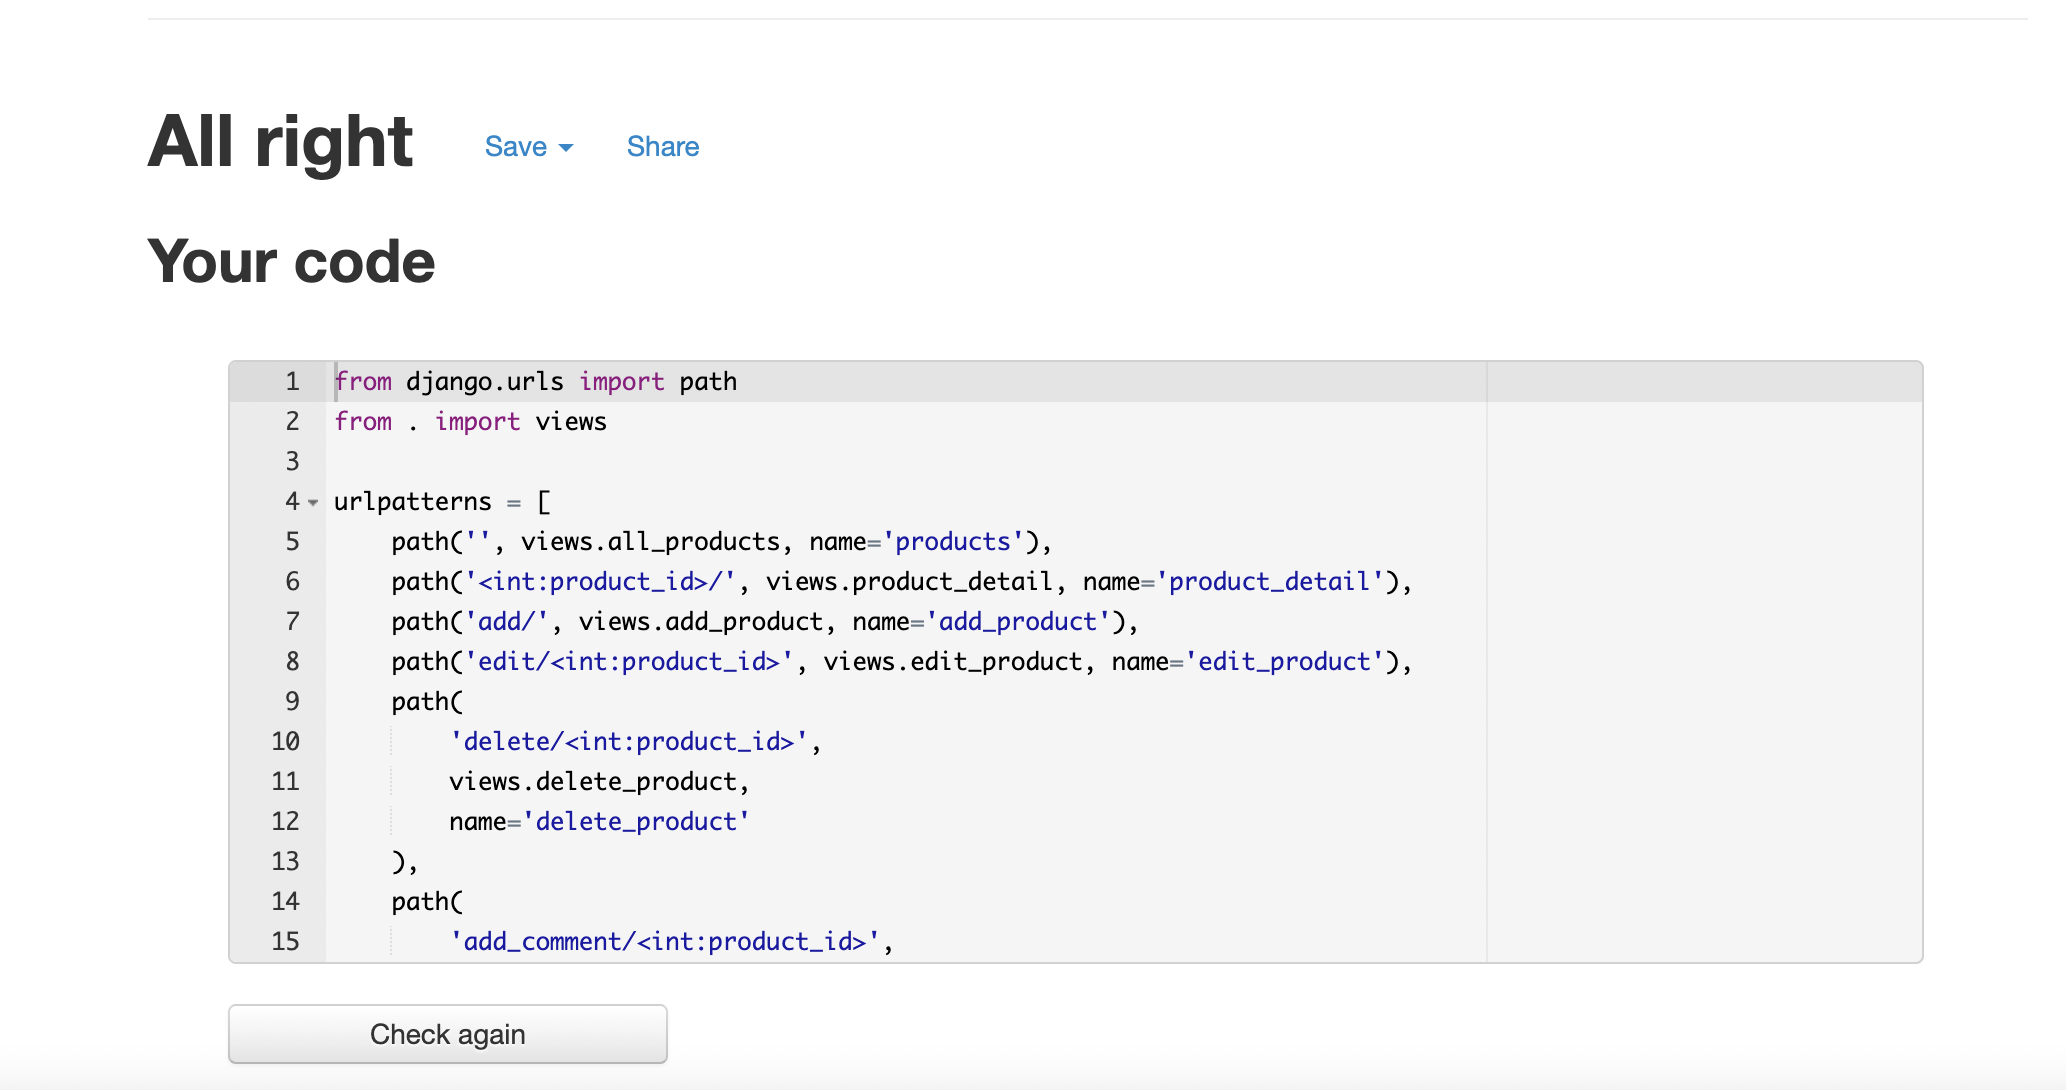 All right Save Share
Your code
1 from django.urls import path
2 from . import views
3
4 urlpatterns = [
5     path('', views.all_products, name='products'),
6     path('<int:product_id>/', views.product_detail, name='product_detail'),
7     path('add/', views.add_product, name='add_product'),
8     path('edit/<int:product_id>', views.edit_product, name='edit_product'),
9     path(
10         'delete/<int:product_id>',
11         views.delete_product,
12         name='delete_product'
13     ),
14     path(
15         'add_comment/<int:product_id>',
Check again